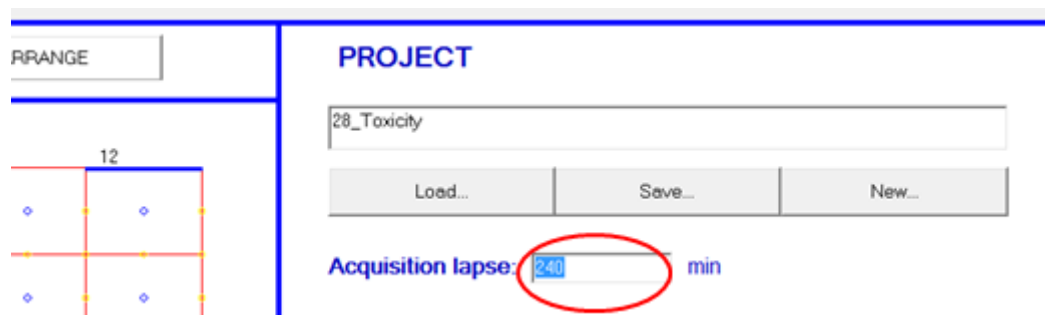 RRANGE
PROJECT
28_Toxicity
12
Load... Save... New...
Acquisition lapse: 240 min